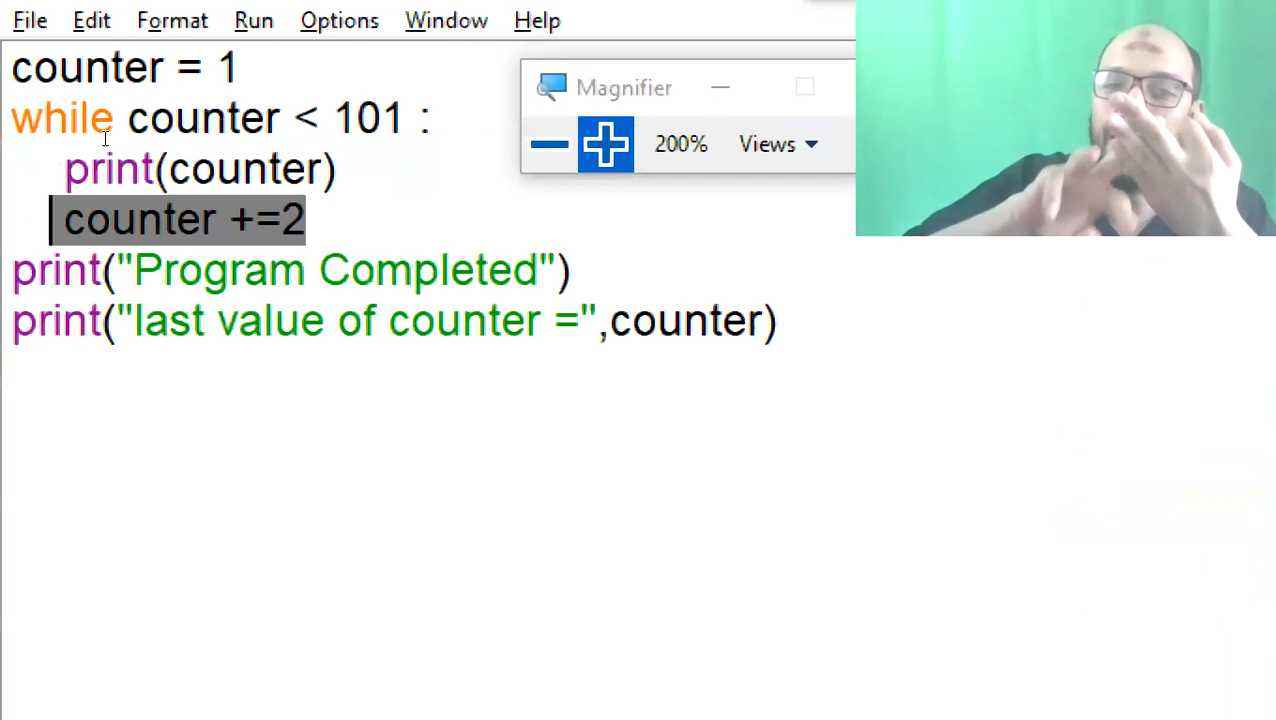 File Edit Format Run Options Window Help
counter = 1
while counter < 101 :
print(counter)
counter +=2
print("Program Completed")
print("last value of counter =",counter)
Magnifier
200% Views